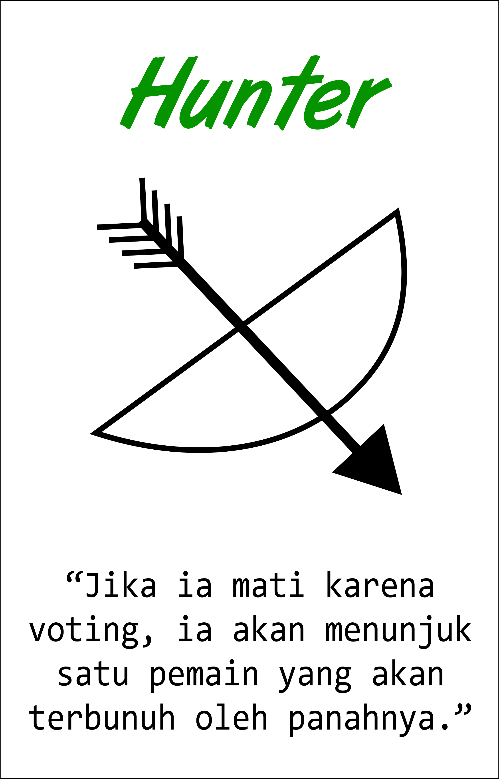 Hunter
“Jika ia mati karena
voting, ia akan menunjuk
satu pemain yang akan
terbunuh oleh panahnya.”